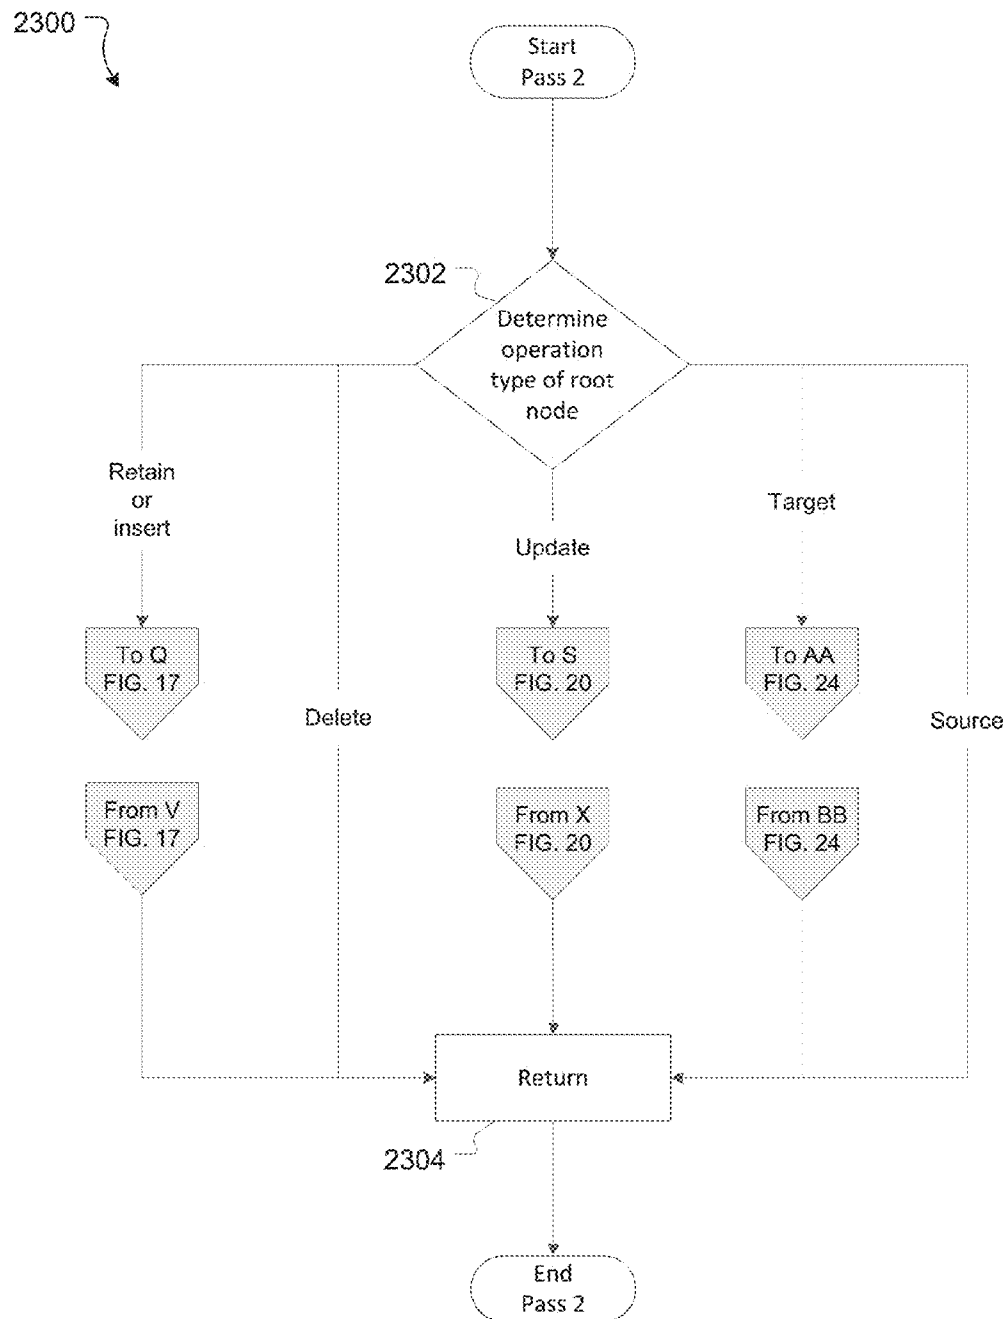 2300
Start
Pass 2
2302
Determine
operation
type of root
node
Retain
or
insert
Target
Update
To Q
FIG. 17
To S
FIG. 20
To AA
FIG. 24
Delete
Source
From V
FIG. 17
From X
FIG. 20
From BB
FIG. 24
Return
2304
End
Pass 2